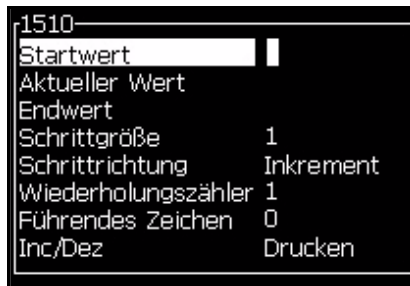 1510
Startwert
Aktueller Wert
Endwert
Schrittgröße 1
Schrittrichtung Inkrement
Wiederholungszähler 1
Führendes Zeichen 0
Inc/Dez Drucken